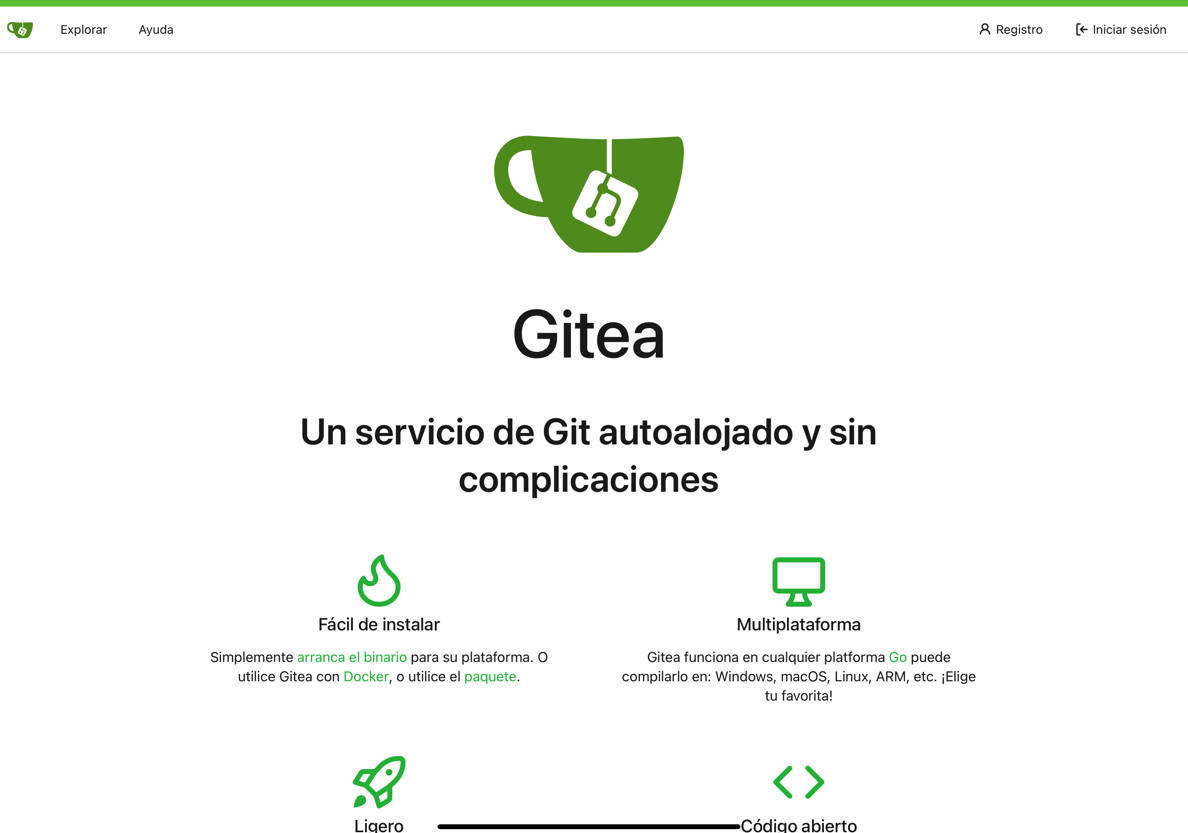 Explorar
Ayuda
Registro
Iniciar sesión
Gitea
Un servicio de Git autoalojado y sin
complicaciones
Fácil de instalar
Simplemente arranca el binario para su plataforma. O
utilice Gitea con Docker, o utilice el paquete.
Multiplataforma
Gitea funciona en cualquier platforma Go puede
compilarlo en: Windows, macOS, Linux, ARM, etc. ¡Elige
tu favorita!
Ligero
Código abierto